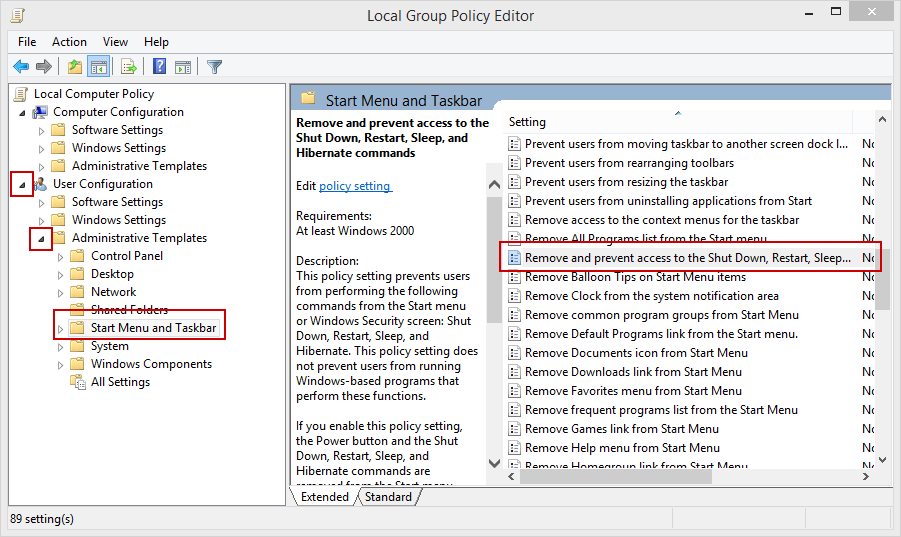 Local Group Policy Editor
File Action View Help
Local Computer Policy
Computer Configuration
Software Settings
Windows Settings
Administrative Templates
User Configuration
Software Settings
Windows Settings
Administrative Templates
Control Panel
Desktop
Network
Shared Folders
Start Menu and Taskbar
System
Windows Components
All Settings
Start Menu and Taskbar
Remove and prevent access to the
Shut Down, Restart, Sleep, and
Hibernate commands
Edit policy setting
Requirements:
At least Windows 2000
Description:
This policy setting prevents users
from performing the following
commands from the Start menu
or Windows Security screen: Shut
Down, Restart, Sleep, and
Hibernate. This policy setting does
not prevent users from running
Windows-based programs that
perform these functions.
If you enable this policy setting,
the Power button and the Shut
Down, Restart, Sleep, and
Hibernate commands are
removed from the Start menu
Setting
Prevent users from moving taskbar to another screen dock l... No
Prevent users from rearranging toolbars No
Prevent users from resizing the taskbar No
Prevent users from uninstalling applications from Start No
Remove access to the context menus for the taskbar No
Remove All Programs list from the Start menu No
Remove and prevent access to the Shut Down, Restart, Sleep... No
Remove Balloon Tips on Start Menu items No
Remove Clock from the system notification area No
Remove common program groups from Start Menu No
Remove Default Programs link from the Start menu. No
Remove Documents icon from Start Menu No
Remove Downloads link from Start Menu No
Remove Favorites menu from Start Menu No
Remove frequent programs list from the Start Menu No
Remove Games link from Start Menu No
Remove Help menu from Start Menu No
Remove Homegroup link from Start Menu No
Extended Standard
89 setting(s)